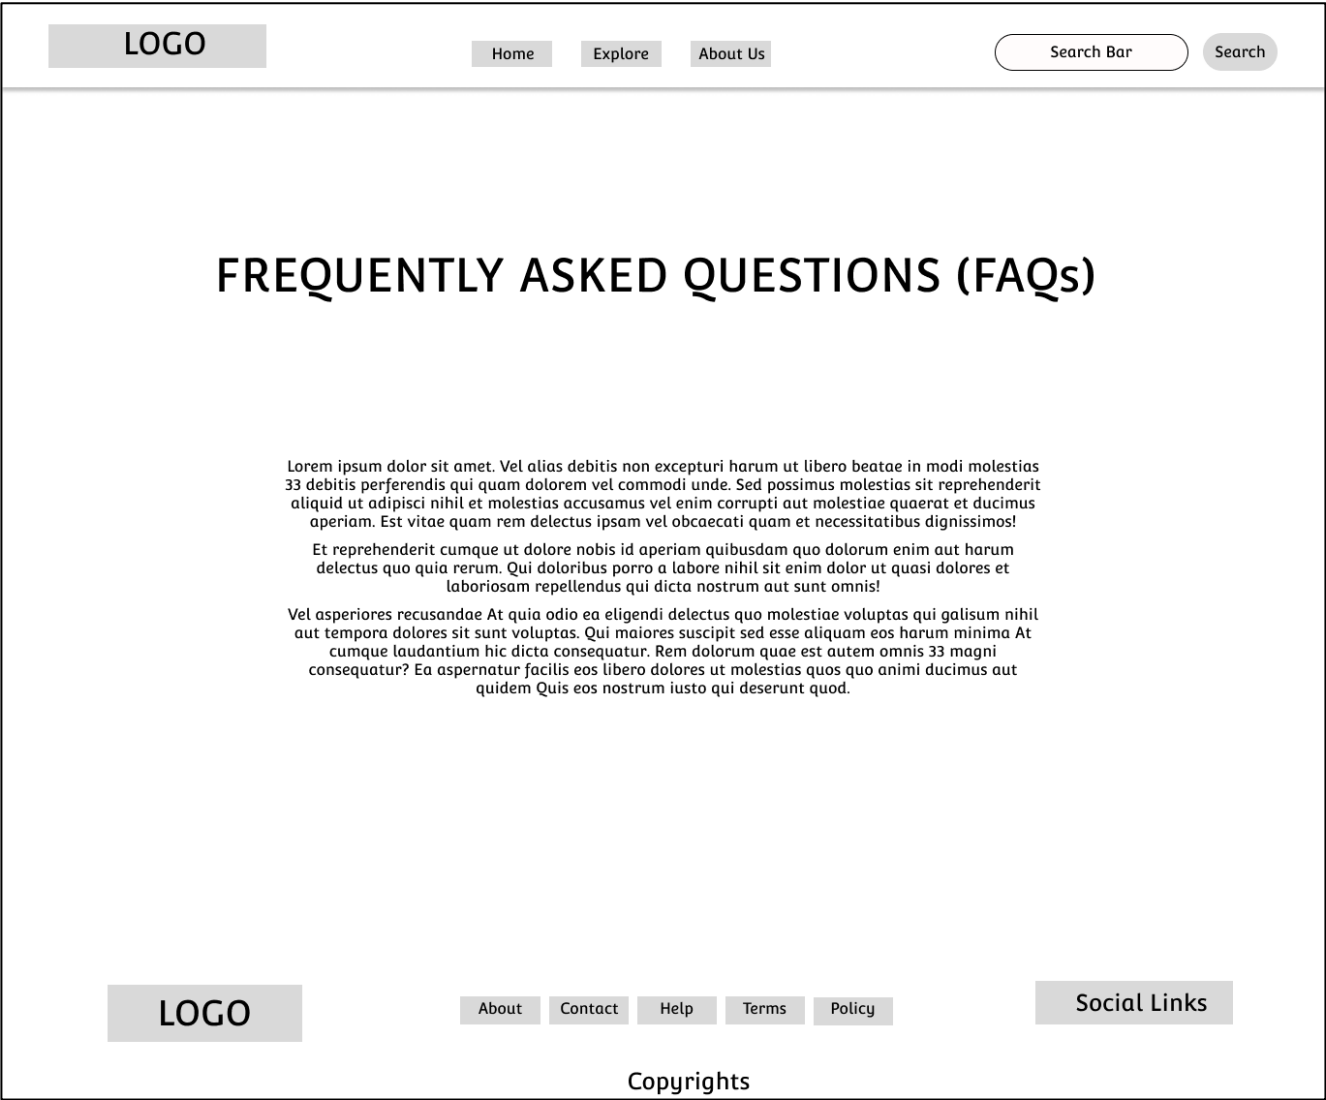 LOGO
Home Explore About Us Search Bar Search
FREQUENTLY ASKED QUESTIONS (FAQs)
Lorem ipsum dolor sit amet. Vel alias debitis non excepturi harum ut libero beatae in modi molestias
33 debitis perferendis qui quam dolorem vel commodi unde. Sed possimus molestias sit reprehenderit
aliquid ut adipisci nihil et molestias accusamus vel enim corrupti aut molestiae quaerat et ducimus
aperiam. Est vitae quam rem delectus ipsam vel obcaecati quam et necessitatibus dignissimos!
Et reprehenderit cumque ut dolore nobis id aperiam quibusdam quo dolorum enim aut harum
delectus quo quia rerum. Qui doloribus porro a labore nihil sit enim dolor ut quasi dolores et
laboriosam repellendus qui dicta nostrum aut sunt omnis!
Vel asperiores recusandae At quia odio ea eligendi delectus quo molestiae voluptas qui galisum nihil
aut tempora dolores sit sunt voluptas. Qui maiores suscipit sed esse aliquam eos harum minima At
cumque laudantium hic dicta consequatur. Rem dolorum quae est autem omnis 33 magni
consequatur? Ea aspernatur facilis eos libero dolores ut molestias quos quo animi ducimus aut
quidem Quis eos nostrum iusto qui deserunt quod.
LOGO
About Contact Help Terms Policy
Social Links
Copyrights